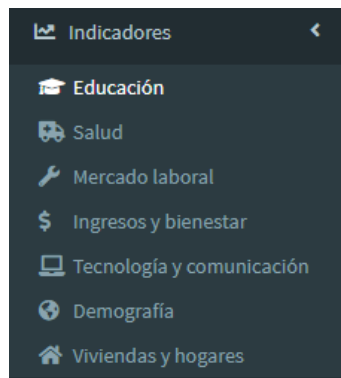 Indicadores
Educación
Salud
Mercado laboral
$ Ingresos y bienestar
Tecnología y comunicación
Demografía
Viviendas y hogares